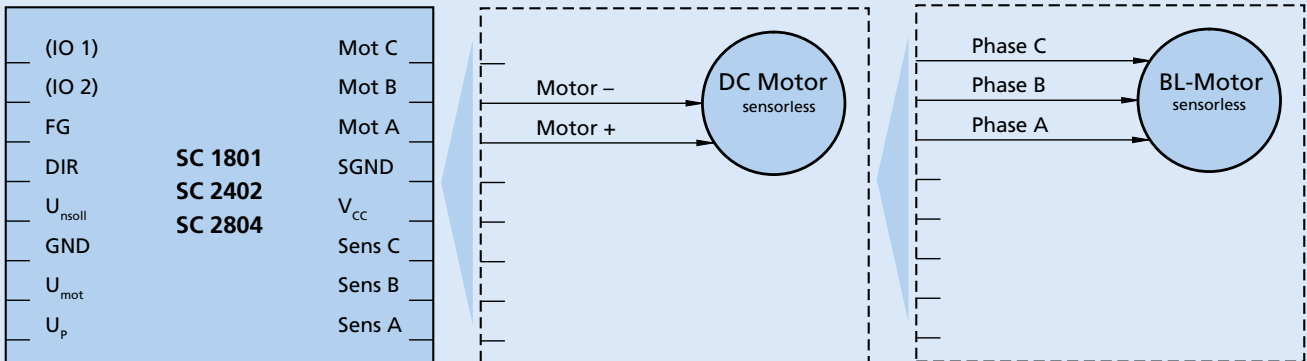 (IO 1)
(IO 2)
FG
DIR
Unsoll
GND
Umot
UP
SC 1801
SC 2402
SC 2804
Mot C
Mot B
Mot A
SGND
VCC
Sens C
Sens B
Sens A
Motor –
Motor +
DC Motor
sensorless
Phase C
Phase B
Phase A
BL-Motor
sensorless